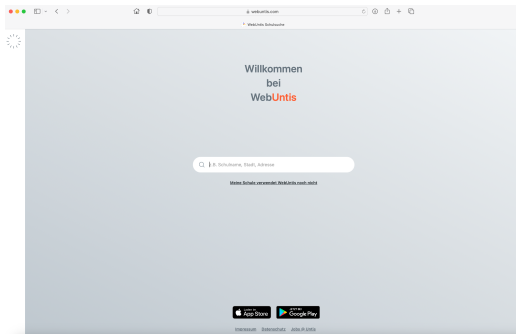 webuntis.com
WebUntis Schulsuche
Willkommen
bei
WebUntis
z.B. Schulname, Stadt, Adresse
Meine Schule verwendet WebUntis noch nicht
App Store
Google Play
Impressum Datenschutz Jobs @ Untis